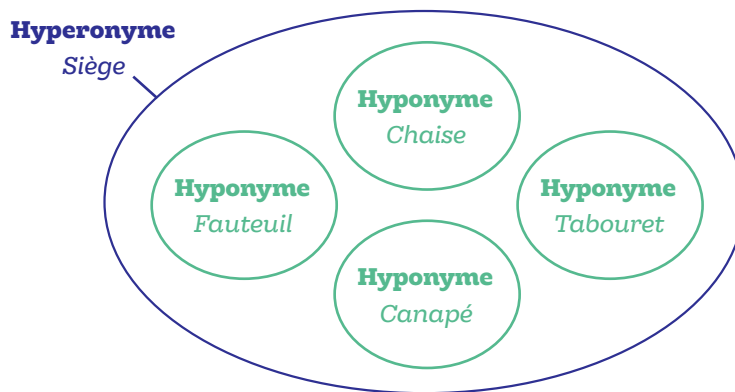 Hyperonyme
Siège
Hyponyme
Chaise
Hyponyme
Fauteuil
Hyponyme
Tabouret
Hyponyme
Canapé